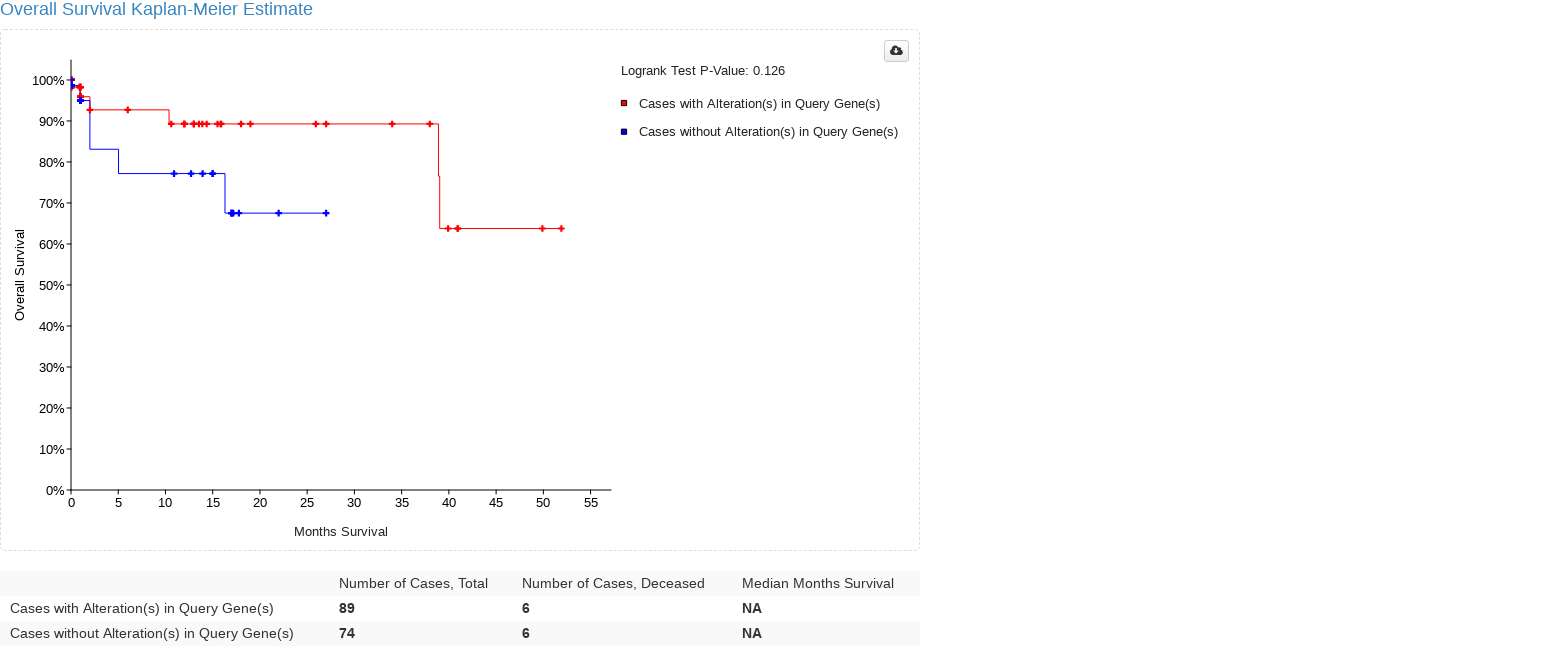 Overall Survival Kaplan-Meier Estimate
Logrank Test P-Value: 0.126
Cases with Alteration(s) in Query Gene(s)
Cases without Alteration(s) in Query Gene(s)
Overall Survival
100%
90%
80%
70%
60%
50%
40%
30%
20%
10%
0%
0 5 10 15 20 25 30 35 40 45 50 55
Months Survival
Number of Cases, Total Number of Cases, Deceased Median Months Survival
Cases with Alteration(s) in Query Gene(s) 89 6 NA
Cases without Alteration(s) in Query Gene(s) 74 6 NA